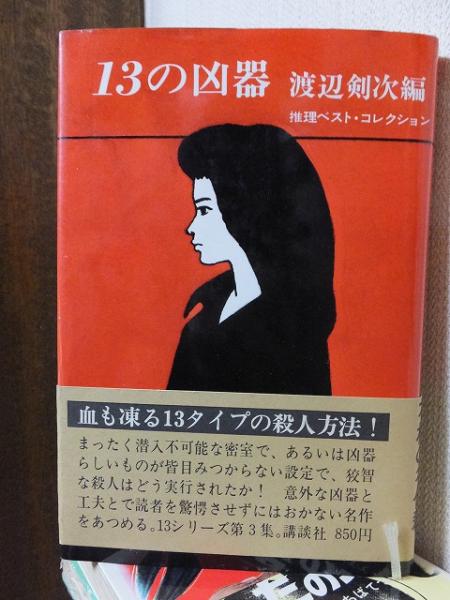 13の凶器 渡辺剣次編
推理ベスト・コレクション
血も凍る13タイプの殺人方法！
まったく潜入不可能な密室で、あるいは凶器
らしいものが皆目みつからない設定で、狡智
な殺人はどう実行されたか！ 意外な凶器と
工夫とで読者を驚愕させずにはおかない名作
をあつめる。13シリーズ第3集。講談社 850円